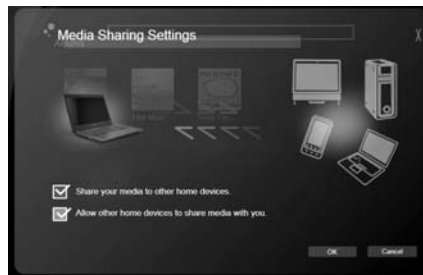 Media Sharing Settings
X
Share your media to other home devices.
Allow other home devices to share media with you.
OK
Cancel